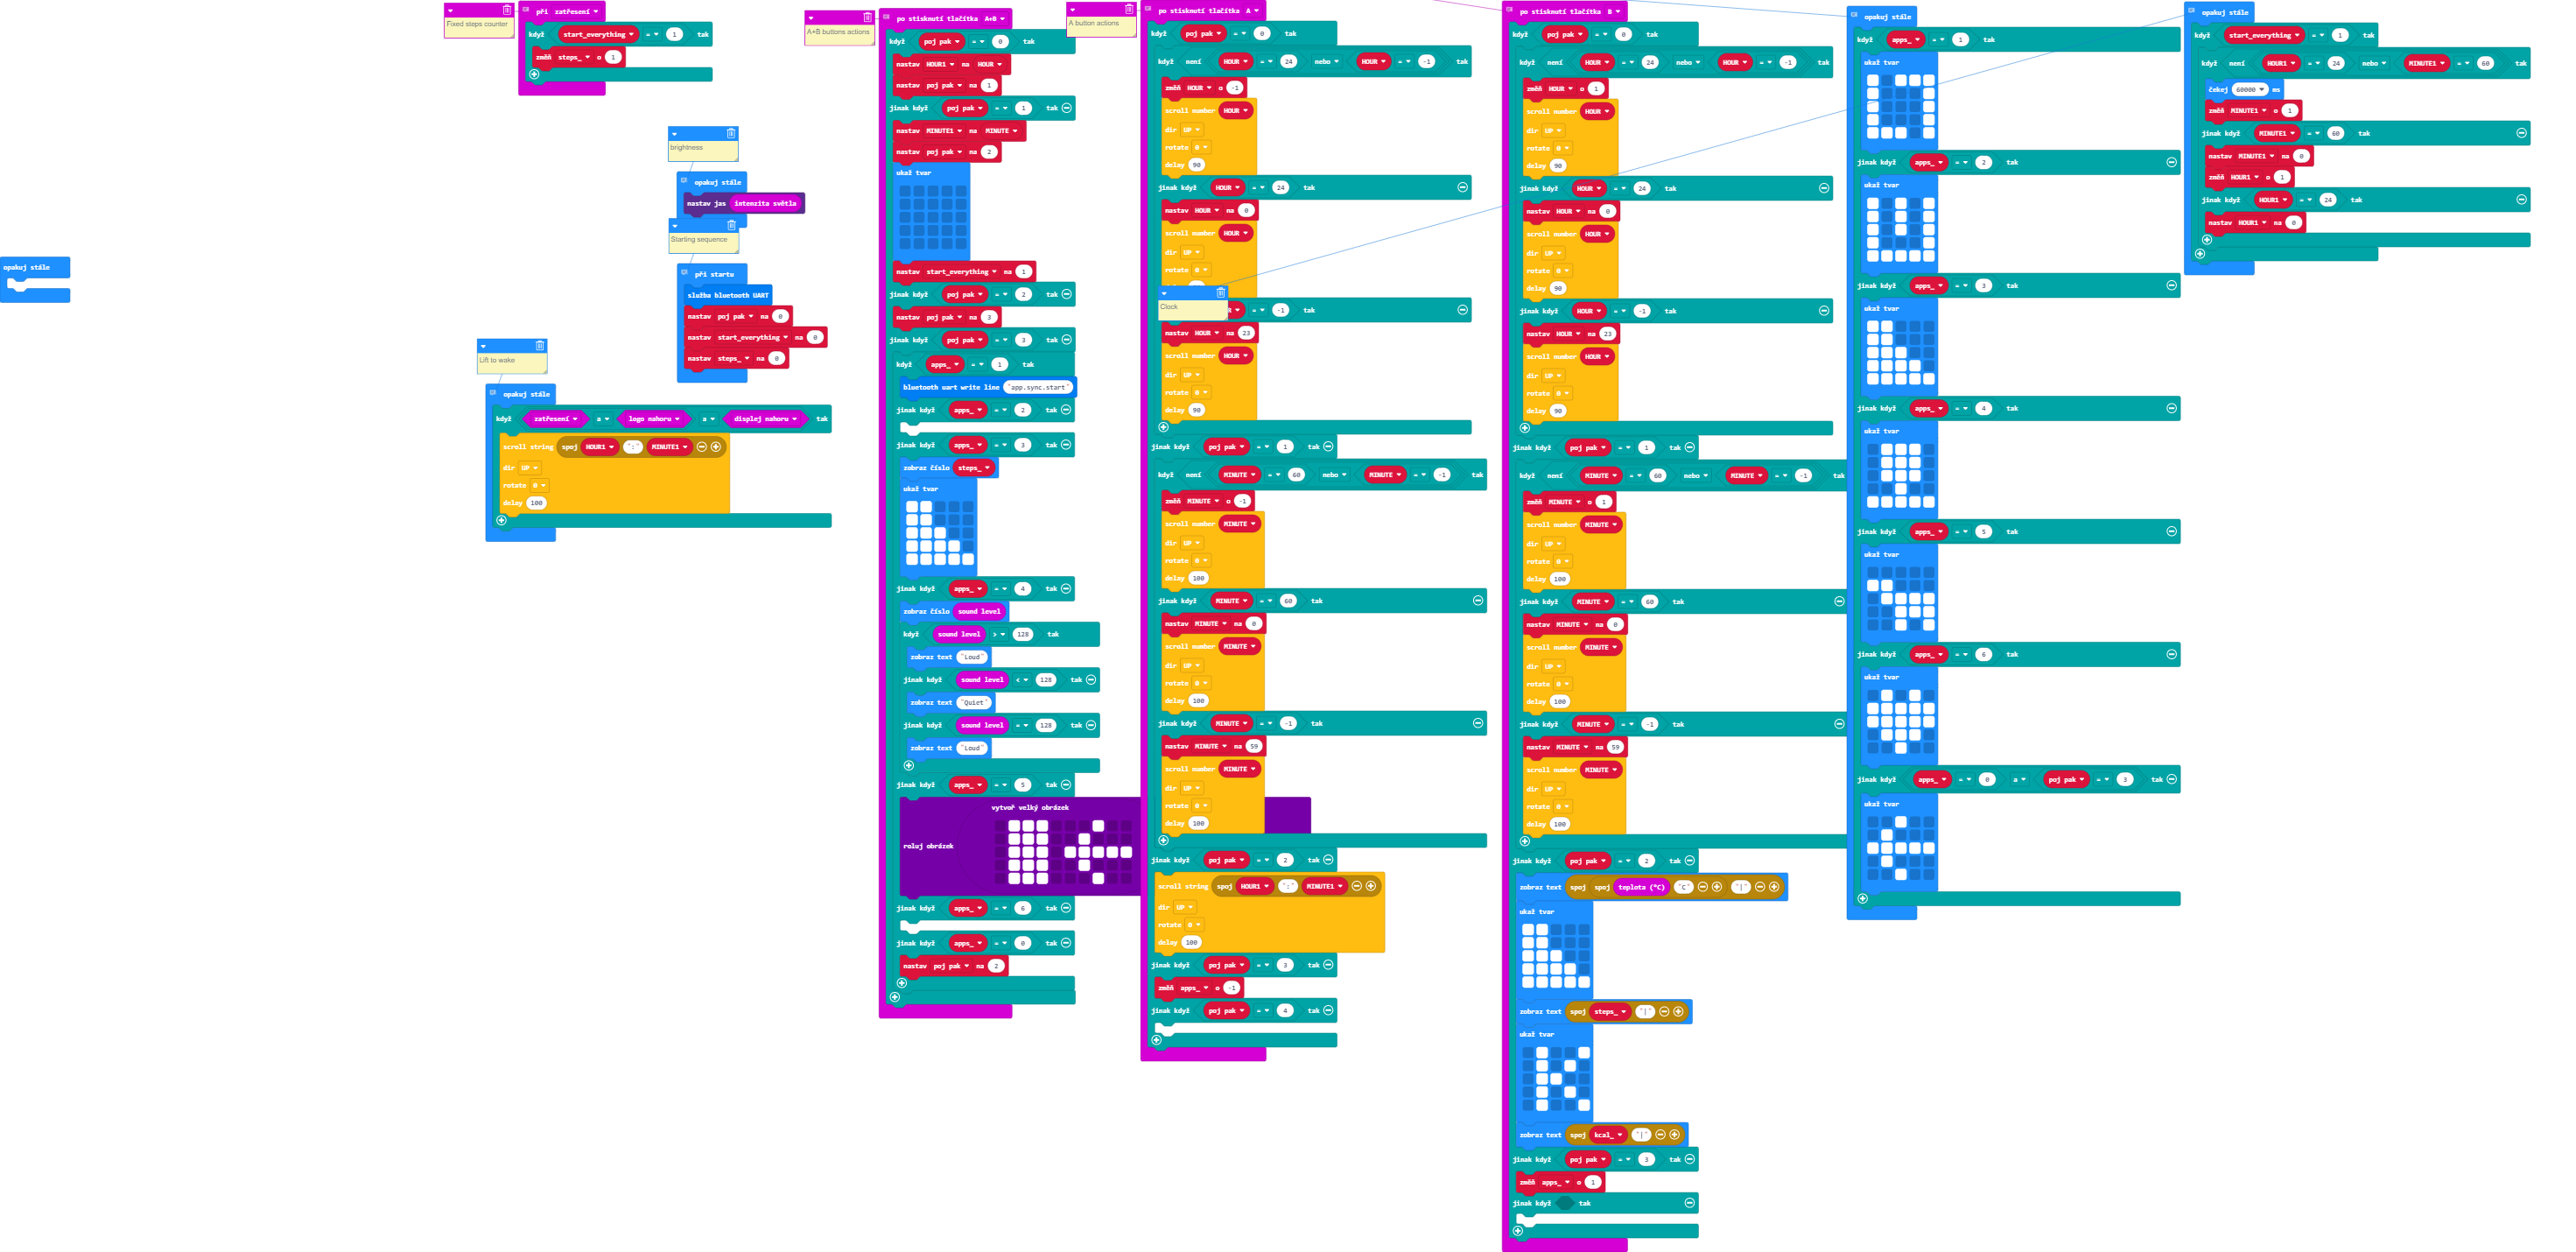 Fixed steps counter
při zatřesení
když start_everything = 1 tak
změň steps_ o 1
brightness
opakuj stále
nastav jas intenzita světla
Starting sequence
při startu
služba bluetooth UART
nastav poj pak na 0
nastav start_everything na 0
nastav steps_ na 0
opakuj stále
Lift to wake
opakuj stále
když zatřesení a logo nahoru a displej nahoru tak
scroll string spoj HOUR1 ":" MINUTE1
dir UP
rotate 0
delay 100
A+B buttons actions
po stisknutí tlačítka A+B
když poj pak = 0 tak
nastav HOUR1 na HOUR
nastav poj pak na 1
jinak když poj pak = 1 tak
nastav MINUTE1 na MINUTE
nastav poj pak na 2
ukaž tvar
nastav start_everything na 1
jinak když poj pak = 2 tak
nastav poj pak na 3
jinak když poj pak = 3 tak
když apps_ = 1 tak
bluetooth uart write line "app.sync.start"
jinak když apps_ = 2 tak
jinak když apps_ = 3 tak
zobraz číslo steps_
ukaž tvar
jinak když apps_ = 4 tak
zobraz číslo sound level
když sound level > 128 tak
zobraz text "Loud"
jinak když sound level < 128 tak
zobraz text "Quiet"
jinak když sound level = 128 tak
zobraz text "Loud"
jinak když apps_ = 5 tak
vytvoř velký obrázek
roluj obrázek
jinak když apps_ = 6 tak
jinak když apps_ = 0 tak
nastav poj pak na 2
A button actions
po stisknutí tlačítka A
když poj pak = 0 tak
když není HOUR = 24 nebo HOUR = -1 tak
změň HOUR o -1
scroll number HOUR
dir UP
rotate 0
delay 90
jinak když HOUR = 24 tak
nastav HOUR na 0
scroll number HOUR
dir UP
rotate 0
Clock
= -1 tak
nastav HOUR na 23
scroll number HOUR
dir UP
rotate 0
delay 90
jinak když poj pak = 1 tak
když není MINUTE = 60 nebo MINUTE = -1 tak
změň MINUTE o -1
scroll number MINUTE
dir UP
rotate 0
delay 100
jinak když MINUTE = 60 tak
nastav MINUTE na 0
scroll number MINUTE
dir UP
rotate 0
delay 100
jinak když MINUTE = -1 tak
nastav MINUTE na 59
scroll number MINUTE
dir UP
rotate 0
delay 100
jinak když poj pak = 2 tak
scroll string spoj HOUR1 ":" MINUTE1
dir UP
rotate 0
delay 100
jinak když poj pak = 3 tak
změň apps_ o -1
jinak když poj pak = 4 tak
po stisknutí tlačítka B
když poj pak = 0 tak
když není HOUR = 24 nebo HOUR = -1 tak
změň HOUR o 1
scroll number HOUR
dir UP
rotate 0
delay 90
jinak když HOUR = 24 tak
nastav HOUR na 0
scroll number HOUR
dir UP
rotate 0
delay 90
jinak když HOUR = -1 tak
nastav HOUR na 23
scroll number HOUR
dir UP
rotate 0
delay 90
jinak když poj pak = 1 tak
když není MINUTE = 60 nebo MINUTE = -1 tak
změň MINUTE o 1
scroll number MINUTE
dir UP
rotate 0
delay 100
jinak když MINUTE = 60 tak
nastav MINUTE na 0
scroll number MINUTE
dir UP
rotate 0
delay 100
jinak když MINUTE = -1 tak
nastav MINUTE na 59
scroll number MINUTE
dir UP
rotate 0
delay 100
jinak když poj pak = 2 tak
zobraz text spoj spoj teplota (°C) "C" "|"
ukaž tvar
zobraz text spoj steps_ "|"
ukaž tvar
zobraz text spoj kcal_ "|"
jinak když poj pak = 3 tak
změň apps_ o 1
jinak když tak
opakuj stále
když apps_ = 1 tak
ukaž tvar
jinak když apps_ = 2 tak
ukaž tvar
jinak když apps_ = 3 tak
ukaž tvar
jinak když apps_ = 4 tak
ukaž tvar
jinak když apps_ = 5 tak
ukaž tvar
jinak když apps_ = 6 tak
ukaž tvar
jinak když apps_ = 0 a poj pak = 3 tak
ukaž tvar
opakuj stále
když start_everything = 1 tak
když není HOUR1 = 24 nebo MINUTE1 = 60 tak
čekej 60000 ms
změň MINUTE1 o 1
jinak když MINUTE1 = 60 tak
nastav MINUTE1 na 0
změň HOUR1 o 1
jinak když HOUR1 = 24 tak
nastav HOUR1 na 0